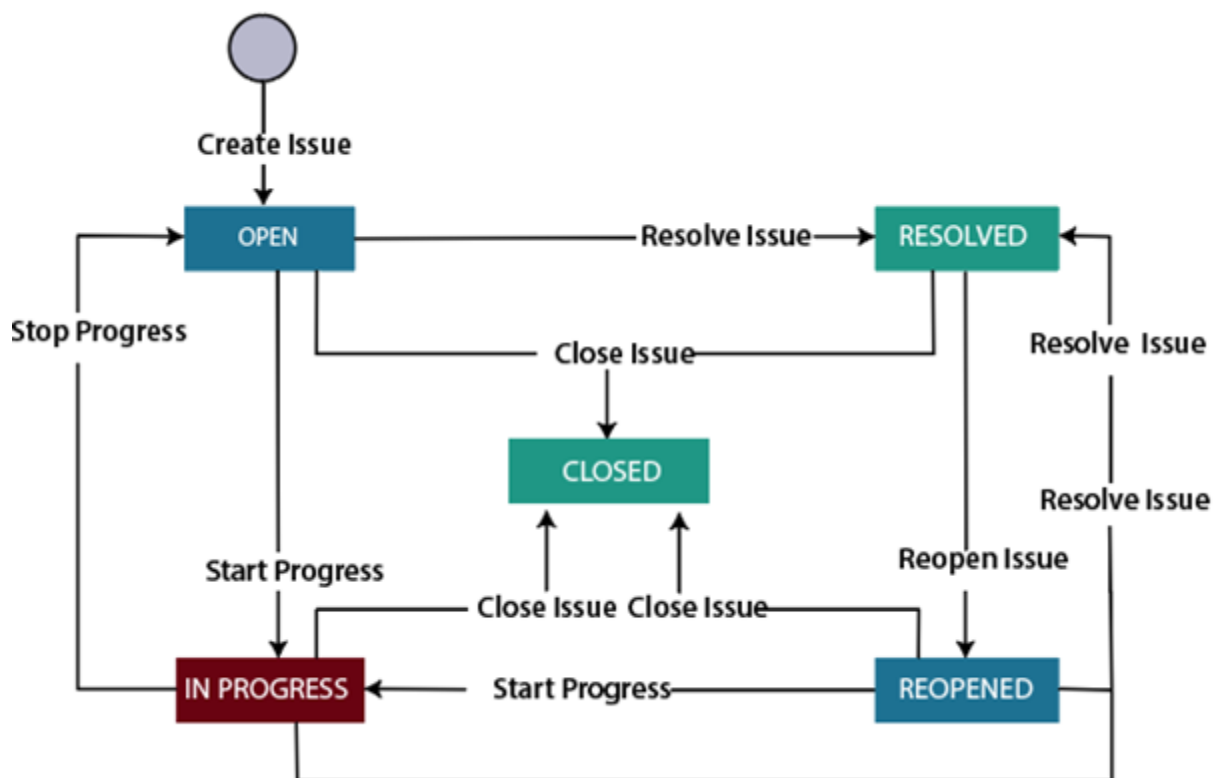 Create Issue
OPEN
Resolve Issue
RESOLVED
Stop Progress
Close Issue
Resolve Issue
CLOSED
Resolve Issue
Start Progress
Reopen Issue
Close Issue
Close Issue
IN PROGRESS
Start Progress
REOPENED